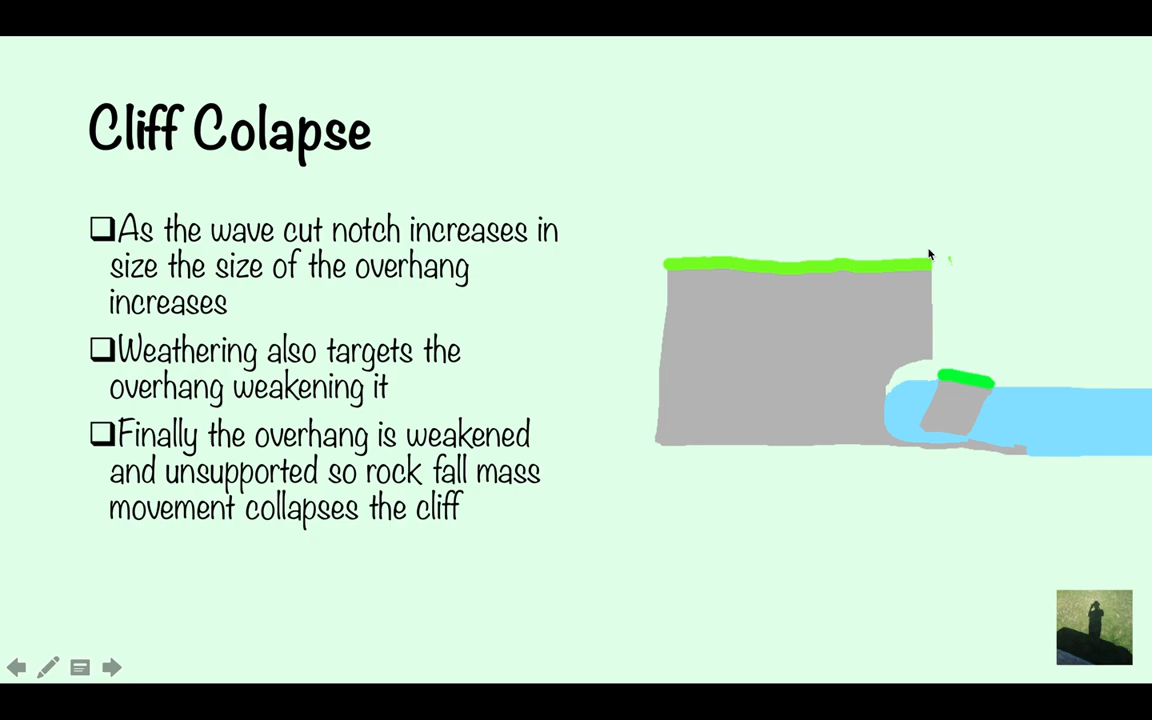 Cliff Colapse
❑As the wave cut notch increases in
size the size of the overhang
increases
❑Weathering also targets the
overhang weakening it
❑Finally the overhang is weakened
and unsupported so rock fall mass
movement collapses the cliff